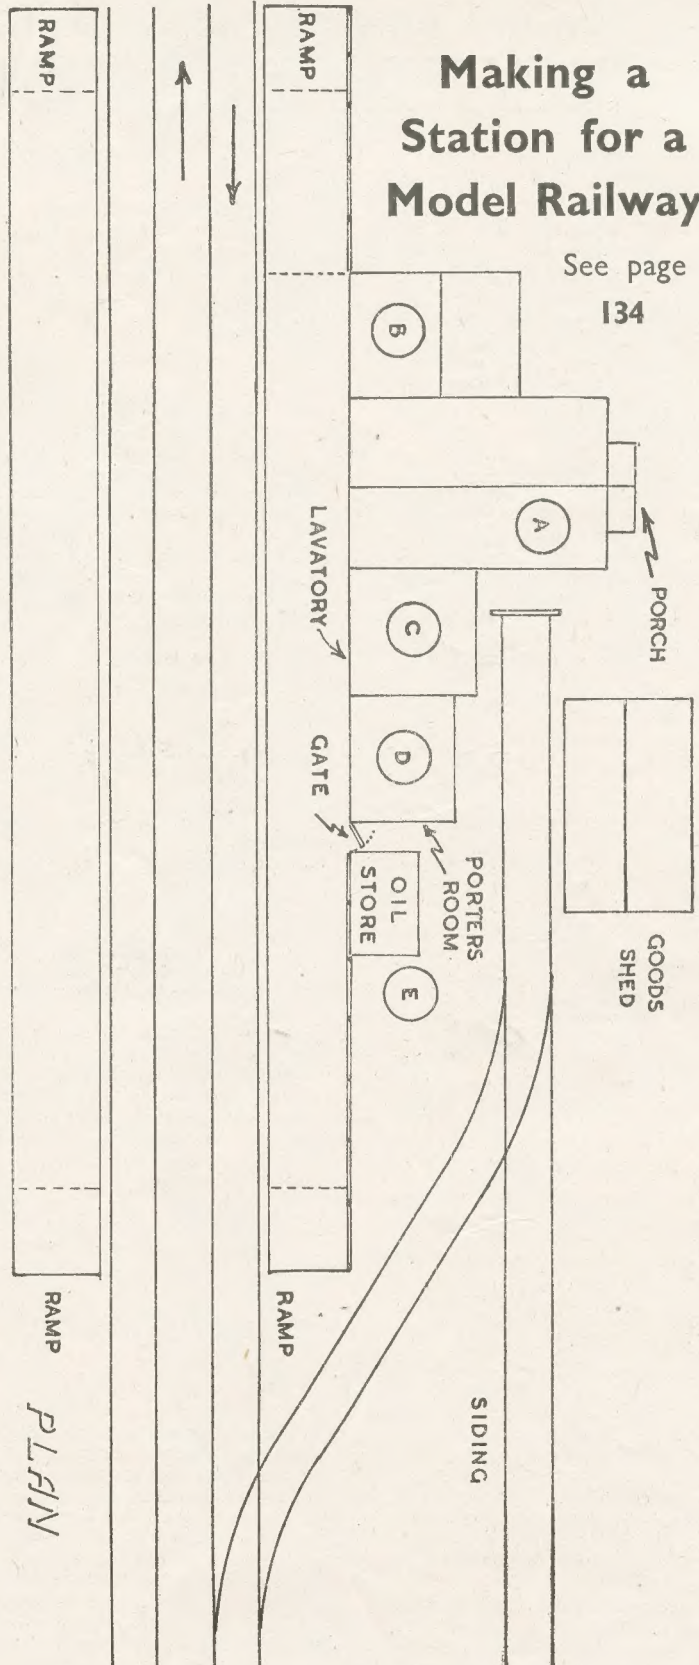 Making a
Station for a
Model Railway
See page
134
RAMP
RAMP
B
A
PORCH
LAVATORY
C
GATE
D
PORTERS
ROOM
OIL
STORE
E
GOODS
SHED
RAMP
RAMP
SIDING
PLAN